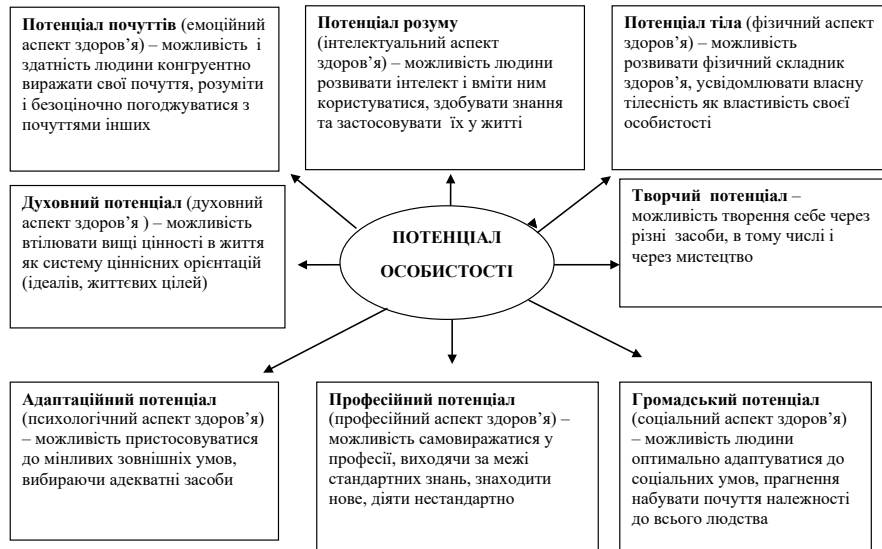 Потенціал почуттів (емоційний
аспект здоров’я) – можливість і
здатність людини конгруентно
виражати свої почуття, розуміти
і безоціночно погоджуватися з
почуттями інших
Потенціал розуму
(інтелектуальний аспект
здоров’я) – можливість людини
розвивати інтелект і вміти ним
користуватися, здобувати знання
та застосовувати їх у житті
Потенціал тіла (фізичний аспект
здоров’я) – можливість
розвивати фізичний складник
здоров’я, усвідомлювати власну
тілесність як властивість своєї
особистості
Духовний потенціал (духовний
аспект здоров’я ) – можливість
втілювати вищі цінності в життя
як систему ціннісних орієнтацій
(ідеалів, життєвих цілей)
ПОТЕНЦІАЛ
ОСОБИСТОСТІ
Творчий потенціал –
можливість творення себе через
різні засоби, в тому числі і
через мистецтво
Адаптаційний потенціал
(психологічний аспект здоров’я)
– можливість пристосовуватися
до мінливих зовнішніх умов,
вибираючи адекватні засоби
Професійний потенціал
(професійний аспект здоров’я) –
можливість самовиражатися у
професії, виходячи за межі
стандартних знань, знаходити
нове, діяти нестандартно
Громадський потенціал
(соціальний аспект здоров’я)
– можливість людини
оптимально адаптуватися до
соціальних умов, прагнення
набувати почуття належності
до всього людства